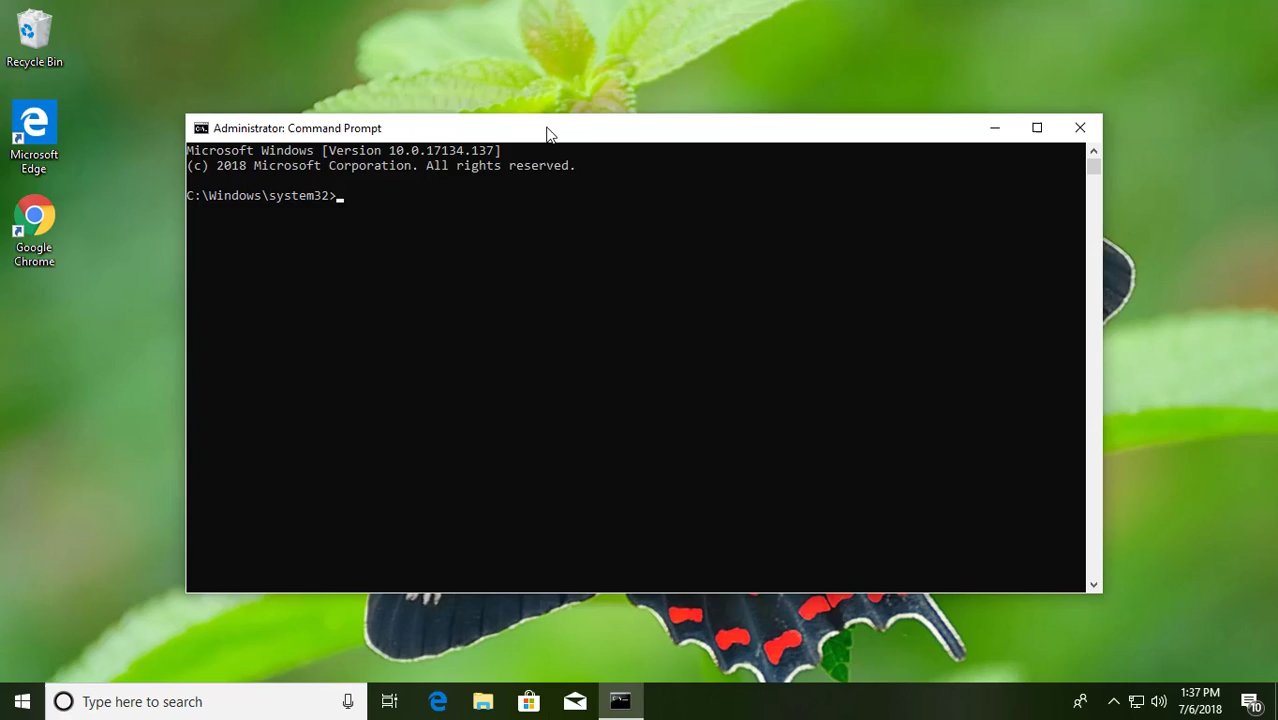 Recycle Bin
Microsoft
Edge
Google
Chrome
Administrator: Command Prompt
Microsoft Windows [Version 10.0.17134.137]
(c) 2018 Microsoft Corporation. All rights reserved.
C:\Windows\system32>
Type here to search
1:37 PM
7/6/2018
10